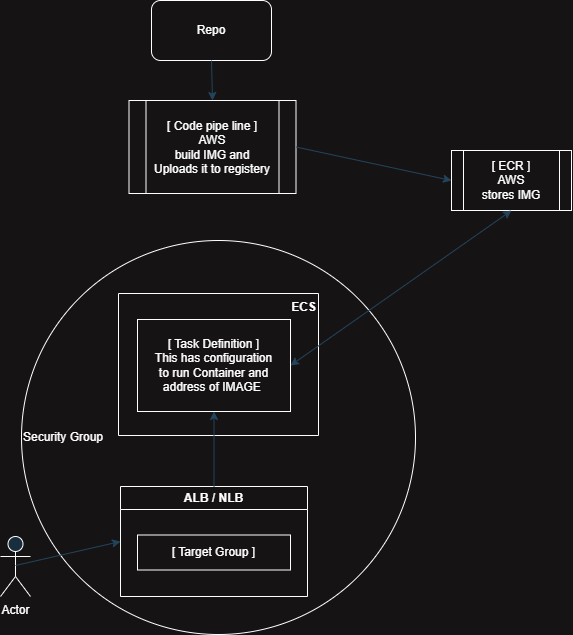 Repo
[ Code pipe line ]
AWS
build IMG and
Uploads it to registery
[ ECR ]
AWS
stores IMG
ECS
[ Task Definition ]
This has configuration
to run Container and
address of IMAGE
Security Group
ALB / NLB
[ Target Group ]
Actor